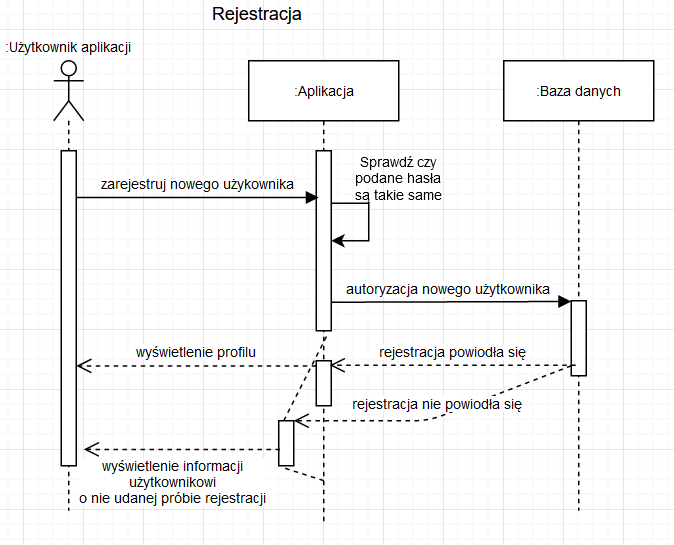 Rejestracja
:Użytkownik aplikacji
:Aplikacja
:Baza danych
Sprawdź czy
podane hasła
są takie same
zarejestruj nowego użykownika
autoryzacja nowego użytkownika
wyświetlenie profilu
rejestracja powiodła się
rejestracja nie powiodła się
wyświetlenie informacji
użytkownikowi
o nie udanej próbie rejestracji